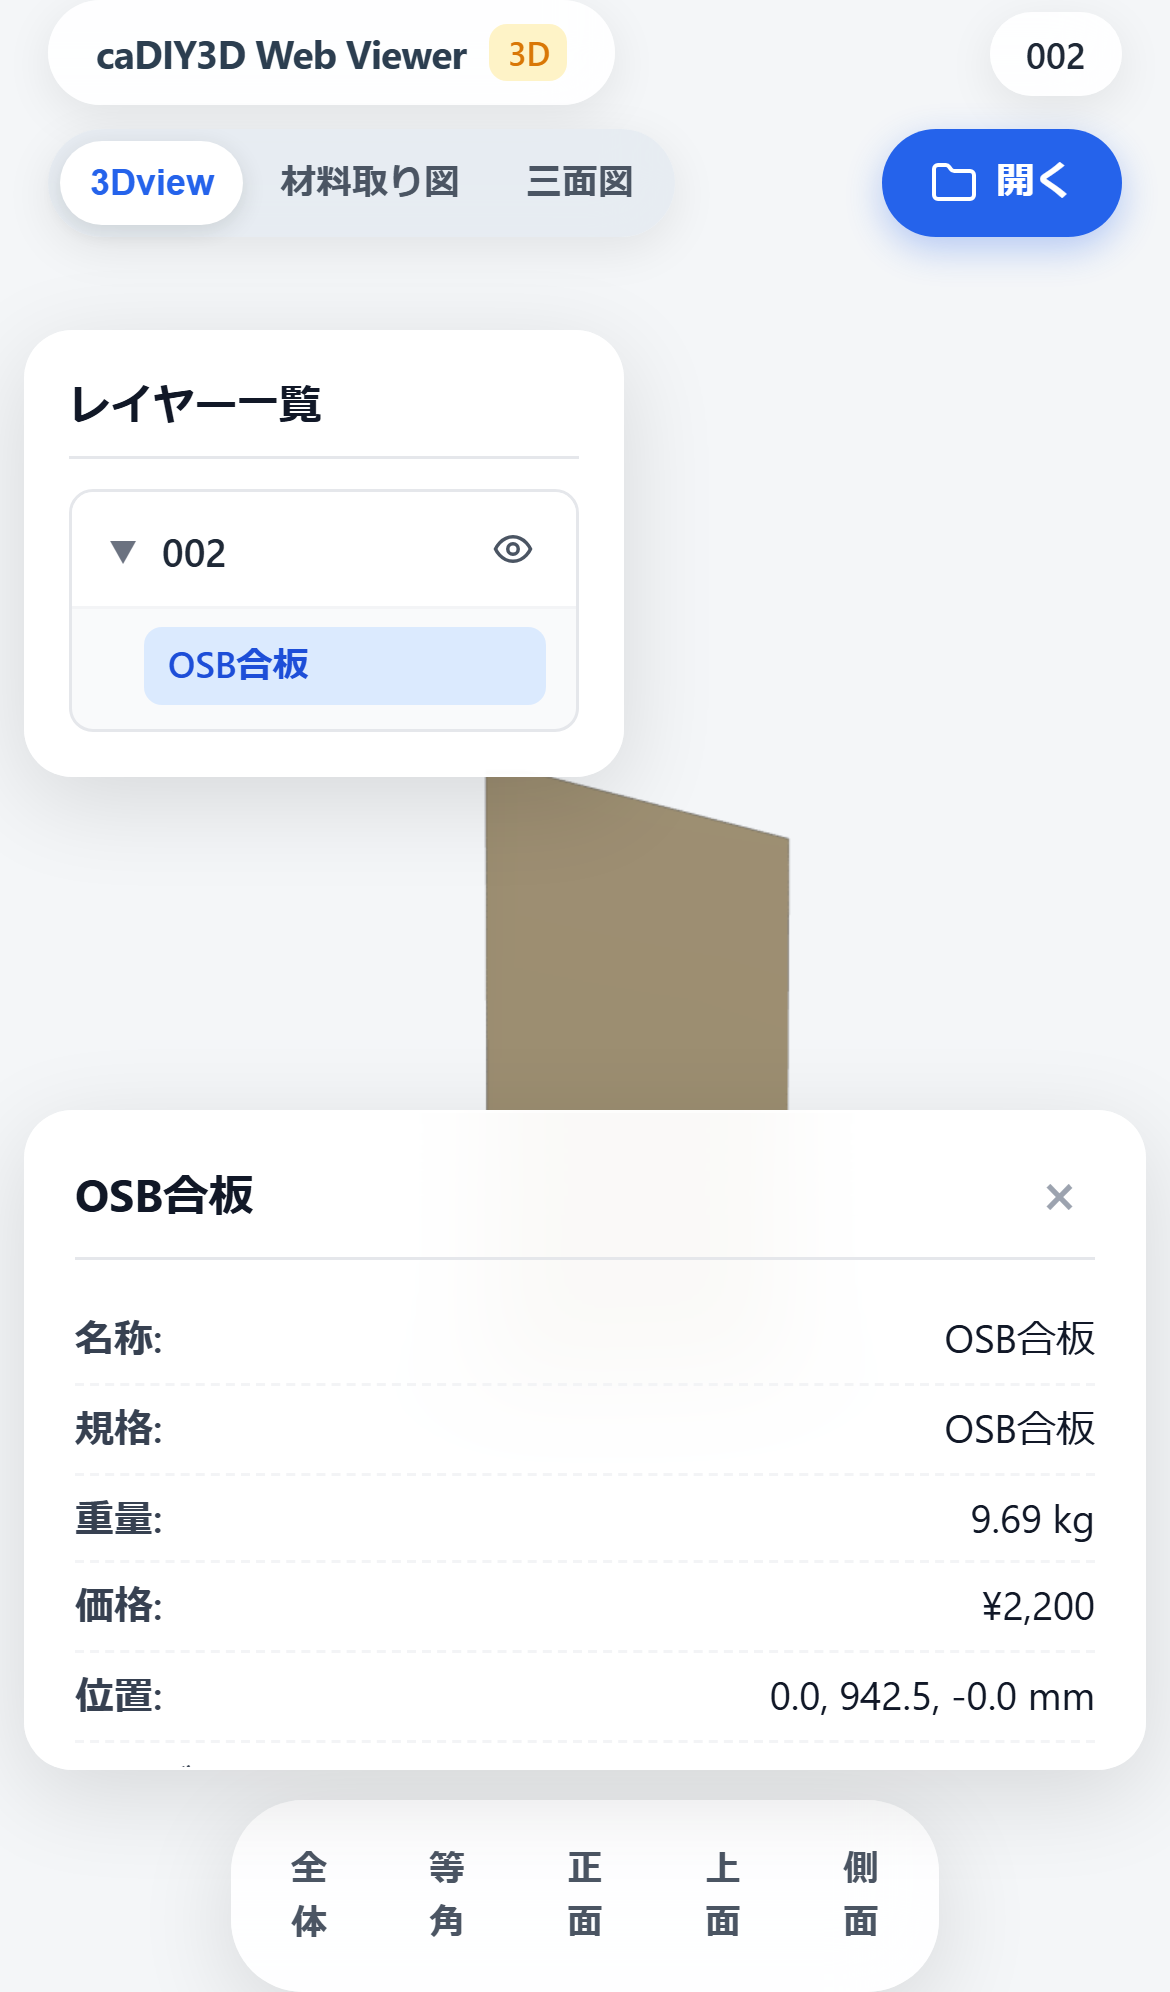 caDIY3D Web Viewer 3D
002
3Dview 材料取り図 三面図
開く
レイヤー一覧
002
OSB合板
OSB合板
名称: OSB合板
規格: OSB合板
重量: 9.69 kg
価格: ¥2,200
位置: 0.0, 942.5, -0.0 mm
全体 等角 正面 上面 側面